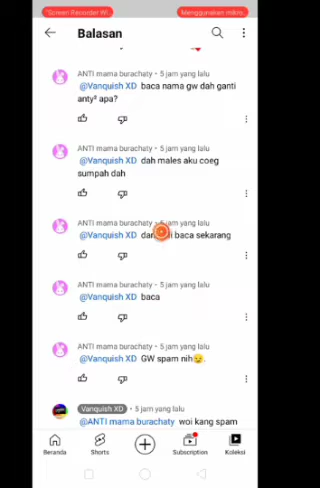 "Screen Recorder Wi
Menggunakan mikro
Balasan
ANTI mama burachaty • 5 jam yang lalu
@Vanquish XD baca nama gw dah ganti
anty² apa?
ANTI mama burachaty • 5 jam yang lalu
@Vanquish XD dah males aku coeg
sumpah dah
ANTI mama burachaty • 5 jam yang lalu
@Vanquish XD baca sekarang
ANTI mama burachaty • 5 jam yang lalu
@Vanquish XD baca
ANTI mama burachaty • 5 jam yang lalu
@Vanquish XD GW spam nih😥.
Vanquish XD • 5 jam yang lalu
@ANTI mama burachaty woi kang spam
Beranda
Shorts
Subscription
Koleksi